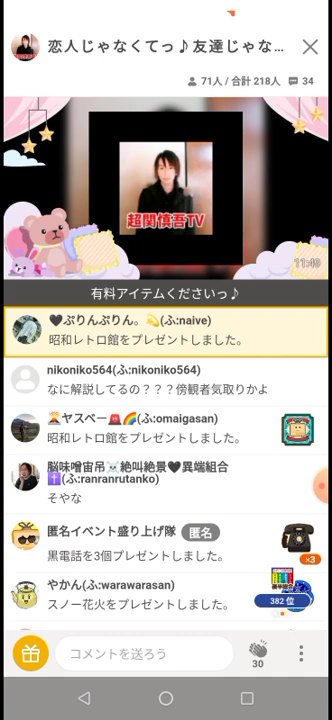 恋人じゃなくてっ♪友達じゃな…
71人 / 合計 218人 34
超関慎吾TV
11:49
有料アイテムくださいっ♪
🖤ぷりんぷりん。💫(ふ:naive)
昭和レトロ館をプレゼントしました。
nikoniko564(ふ:nikoniko564)
なに解説してるの？？？傍観者気取りかよ
🌋ヤスべー🚨🌈(ふ:omaigasan)
昭和レトロ館をプレゼントしました。
脳味噌宙吊☠️絶叫絶景🖤異端組合
✝️(ふ:ranranrutanko)
そやな
匿名イベント盛り上げ隊 匿名
黒電話を3個プレゼントしました。
×3
やかん(ふ:warawarasan)
スノー花火をプレゼントしました。
382 位
コメントを送ろう
30